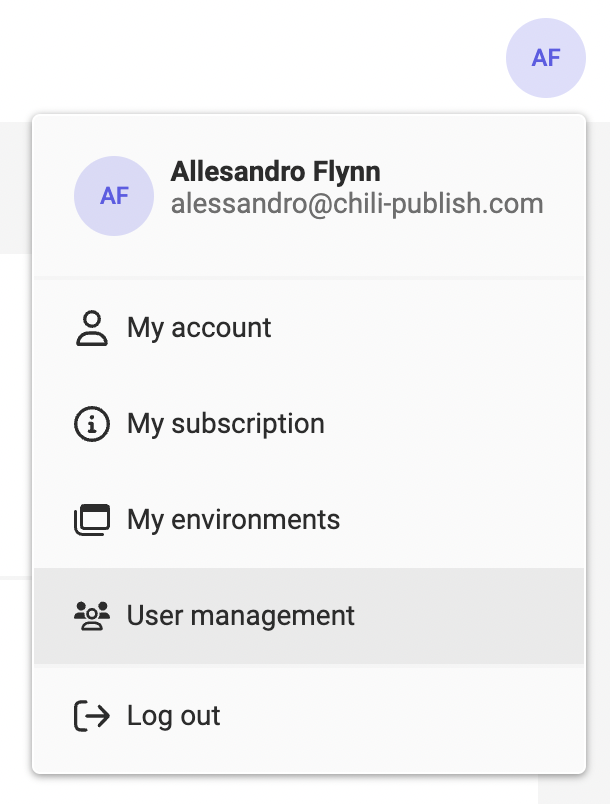 AF
AF
Allesandro Flynn
alessandro@chili-publish.com
My account
My subscription
My environments
User management
Log out